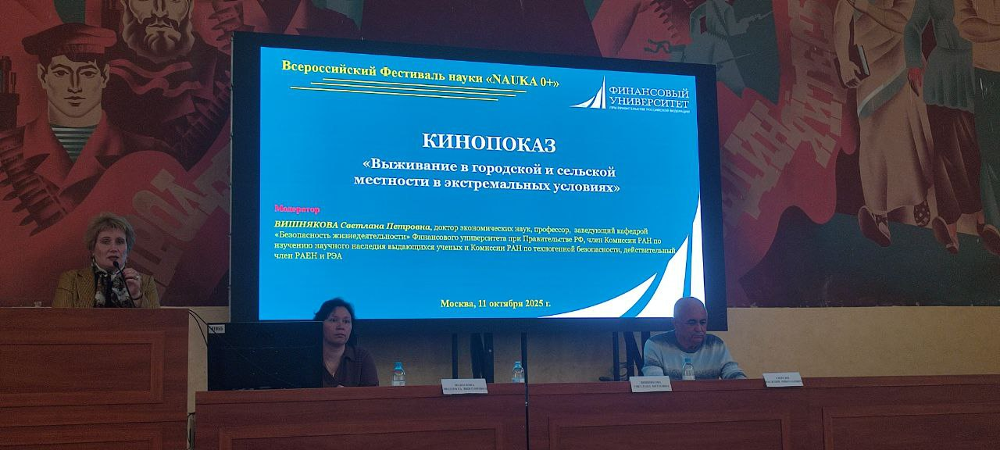 Всероссийский Фестиваль науки «NAUKA 0+»
ФИНАНСОВЫЙ
УНИВЕРСИТЕТ
ПРИ ПРАВИТЕЛЬСТВЕ РОССИЙСКОЙ ФЕДЕРАЦИИ
КИНОПОКАЗ
«Выживание в городской и сельской
местности в экстремальных условиях»
Модератор
ВИШНЯКОВА Светлана Петровна, доктор экономических наук, профессор, заведующий кафедрой
«Безопасность жизнедеятельности» Финансового университета при Правительстве РФ, член Комиссии РАН по
изучению научного наследия выдающихся ученых и Комиссии РАН по техногенной безопасности, действительный
член РАЕН и РЭА
Москва, 11 октября 2025 г.
ВИШНЯКОВА
СВЕТЛАНА ПЕТРОВНА